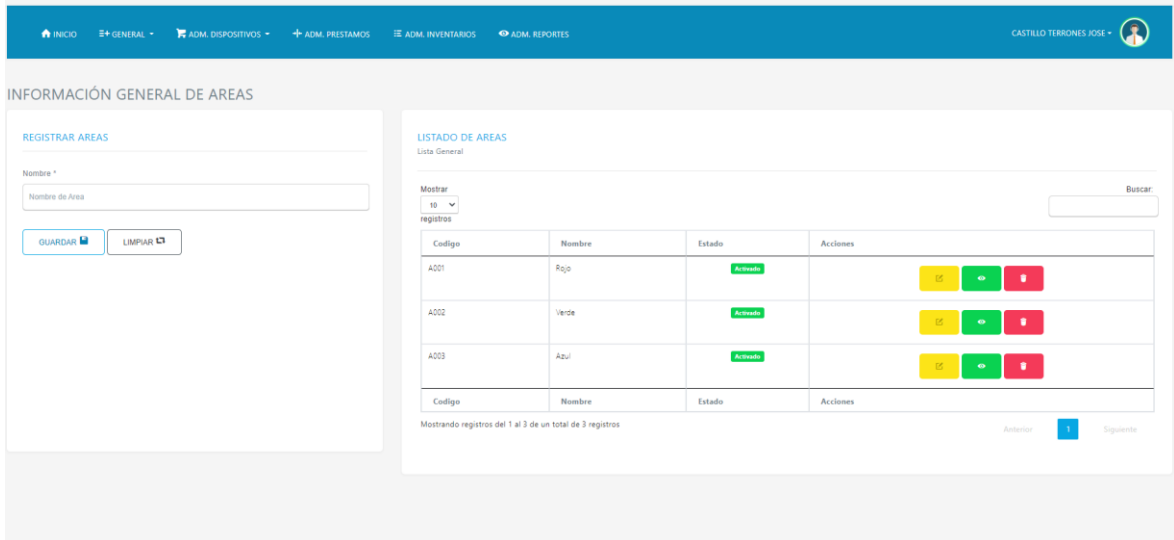 INICIO GENERAL ADM. DISPOSITIVOS ADM. PRESTAMOS ADM. INVENTARIOS ADM. REPORTES CASTILLO TERRONES JOSE
INFORMACIÓN GENERAL DE AREAS
REGISTRAR AREAS
Nombre *
Nombre de Area
GUARDAR LIMPIAR
LISTADO DE AREAS
Lista General
Mostrar
10
registros
Buscar:
Codigo Nombre Estado Acciones
A001 Rojo Activado
A002 Verde Activado
A003 Azul Activado
Codigo Nombre Estado Acciones
Mostrando registros del 1 al 3 de un total de 3 registros
Anterior 1 Siguiente